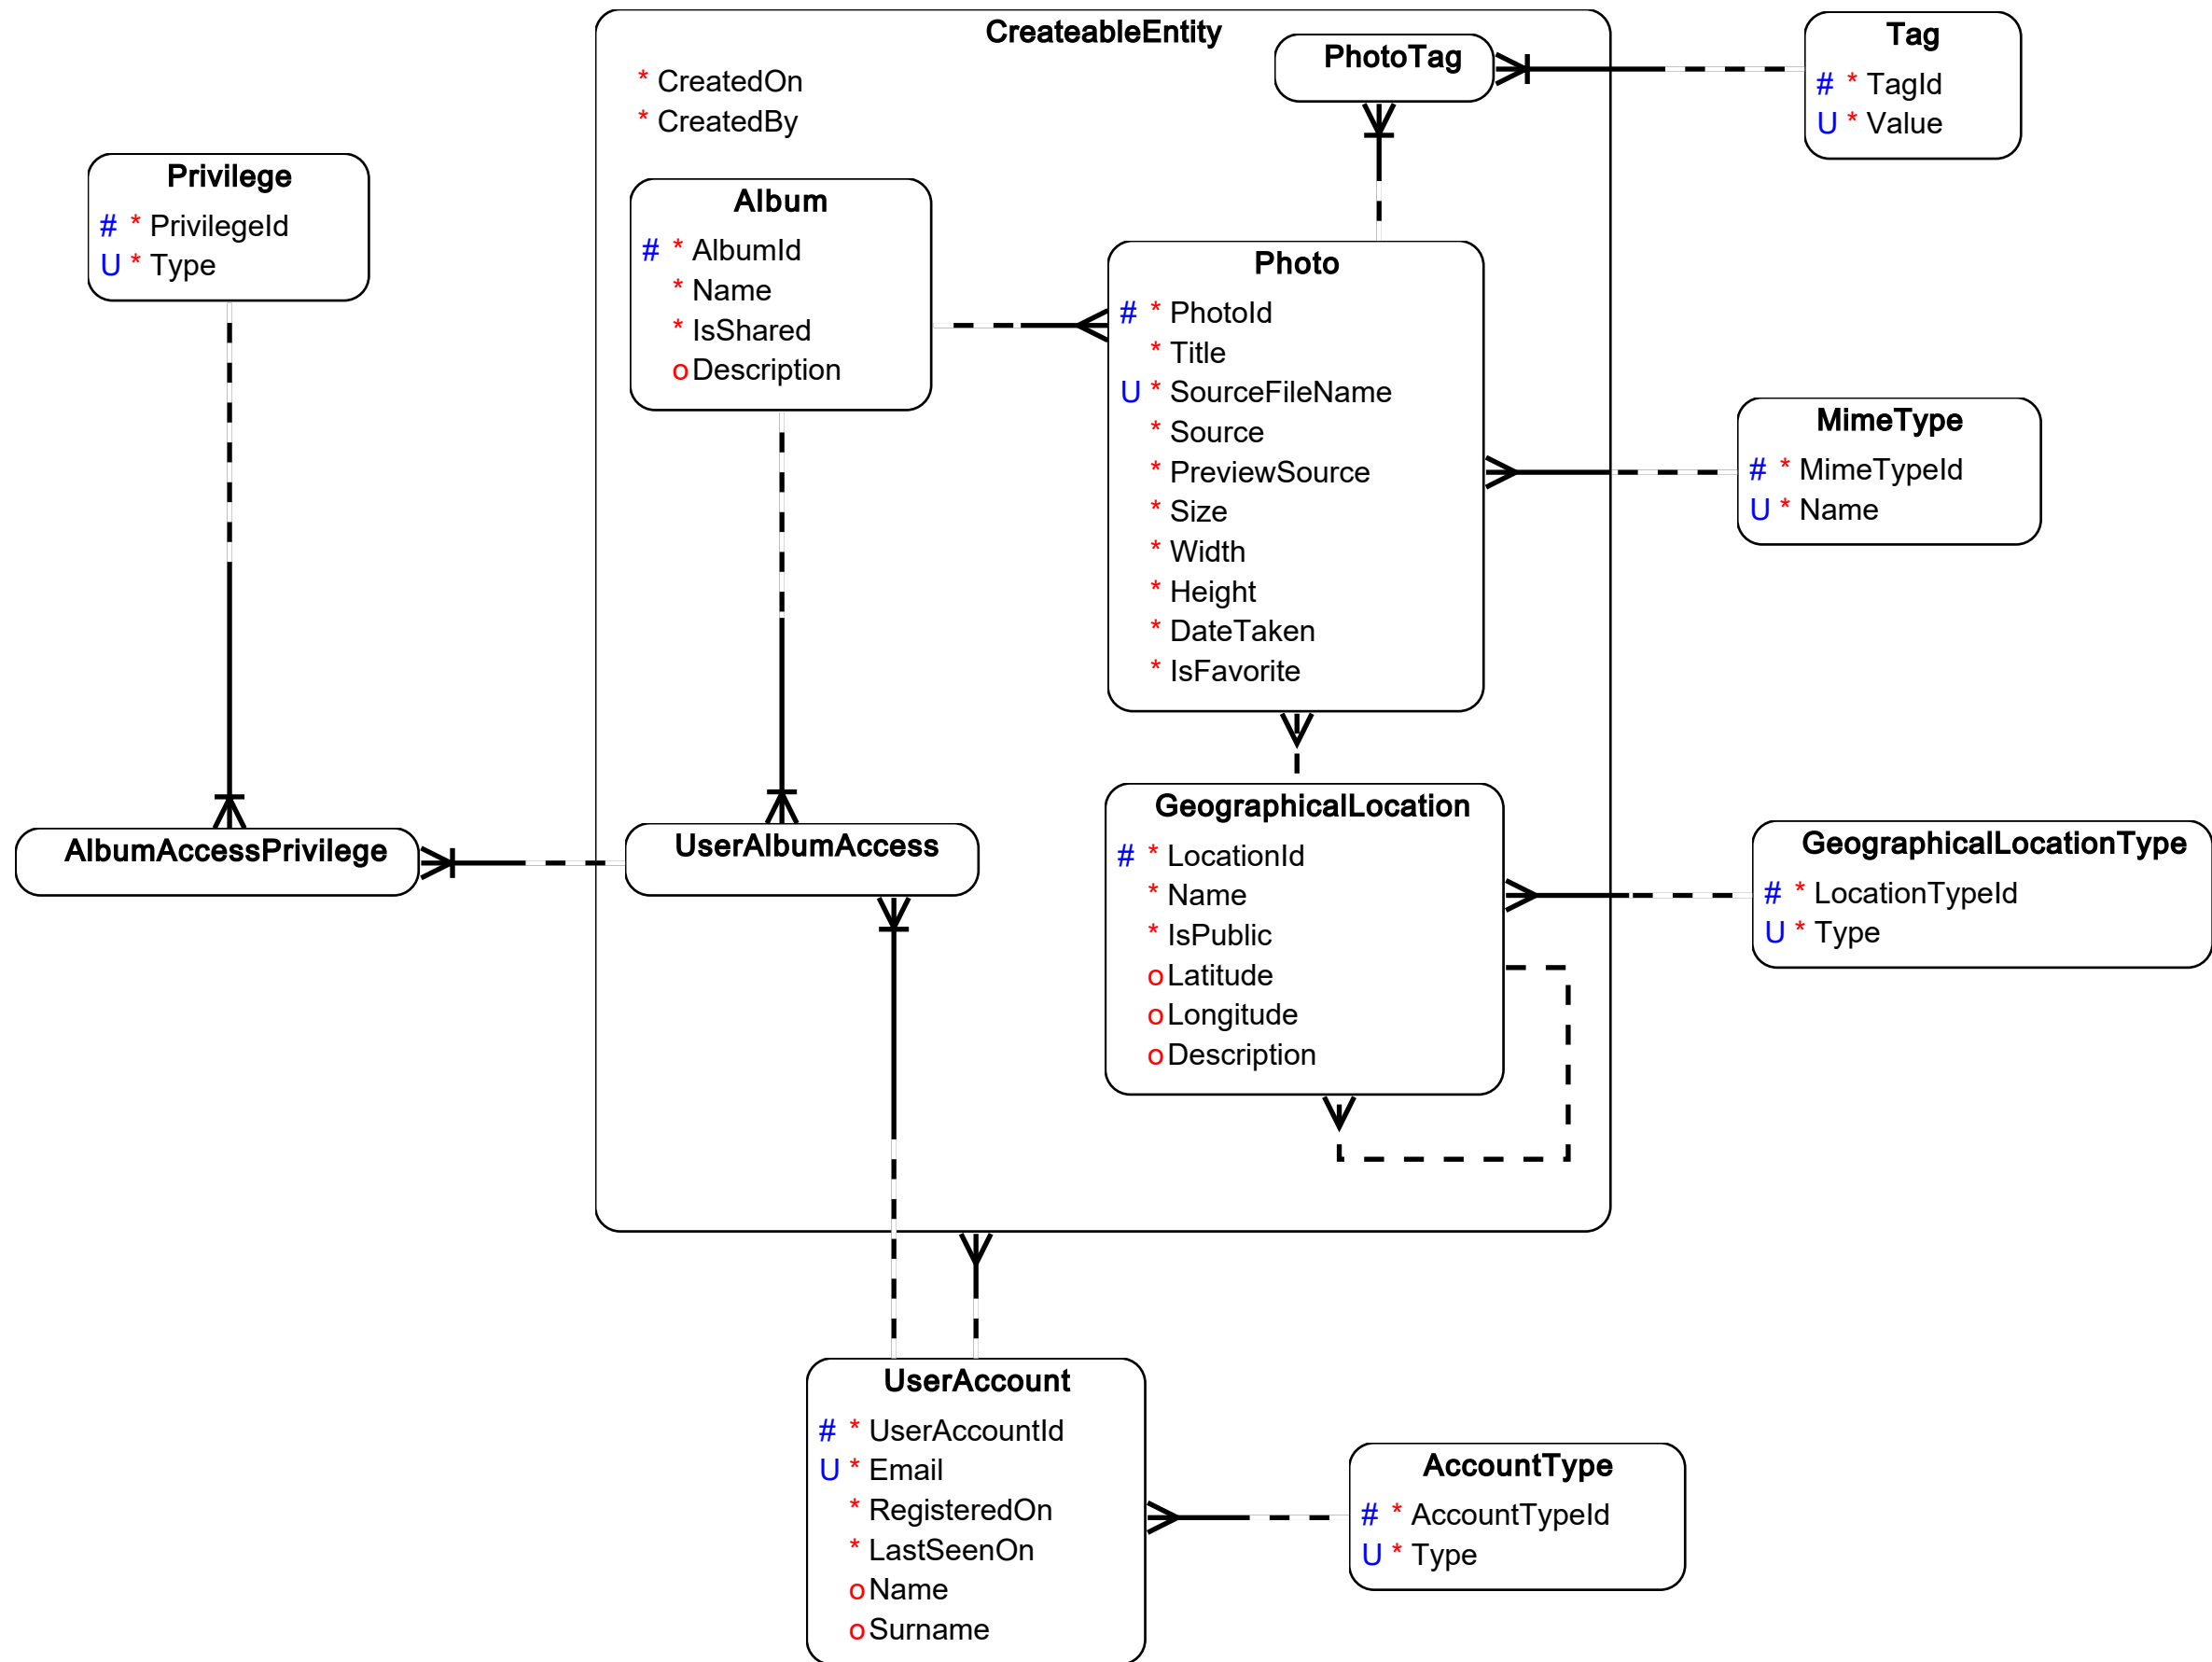 CreateableEntity
* CreatedOn
* CreatedBy
PhotoTag
Tag
# * TagId
U * Value
Privilege
# * PrivilegeId
U * Type
Album
# * AlbumId
* Name
* IsShared
o Description
Photo
# * PhotoId
* Title
U * SourceFileName
* Source
* PreviewSource
* Size
* Width
* Height
* DateTaken
* IsFavorite
MimeType
# * MimeTypeId
U * Name
AlbumAccessPrivilege
UserAlbumAccess
GeographicalLocation
# * LocationId
* Name
* IsPublic
o Latitude
o Longitude
o Description
GeographicalLocationType
# * LocationTypeId
U * Type
UserAccount
# * UserAccountId
U * Email
* RegisteredOn
* LastSeenOn
o Name
o Surname
AccountType
# * AccountTypeId
U * Type